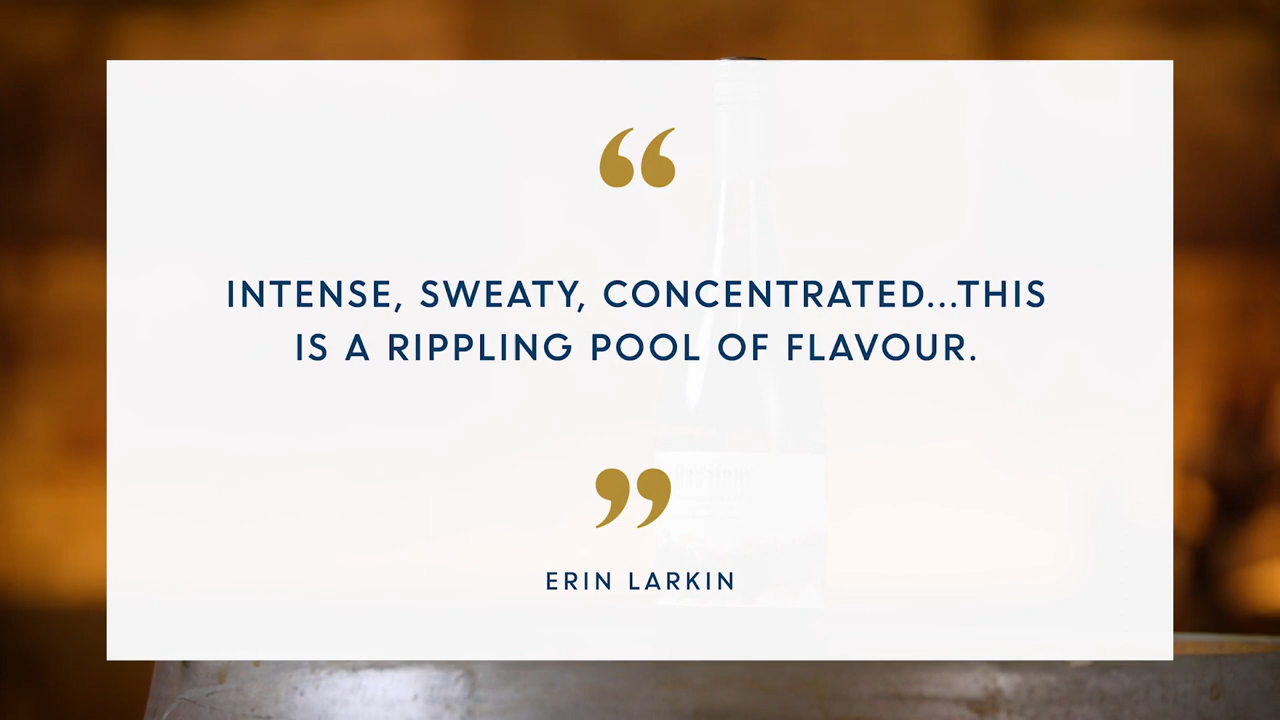 “
INTENSE, SWEATY, CONCENTRATED...THIS
IS A RIPPLING POOL OF FLAVOUR.
”
ERIN LARKIN